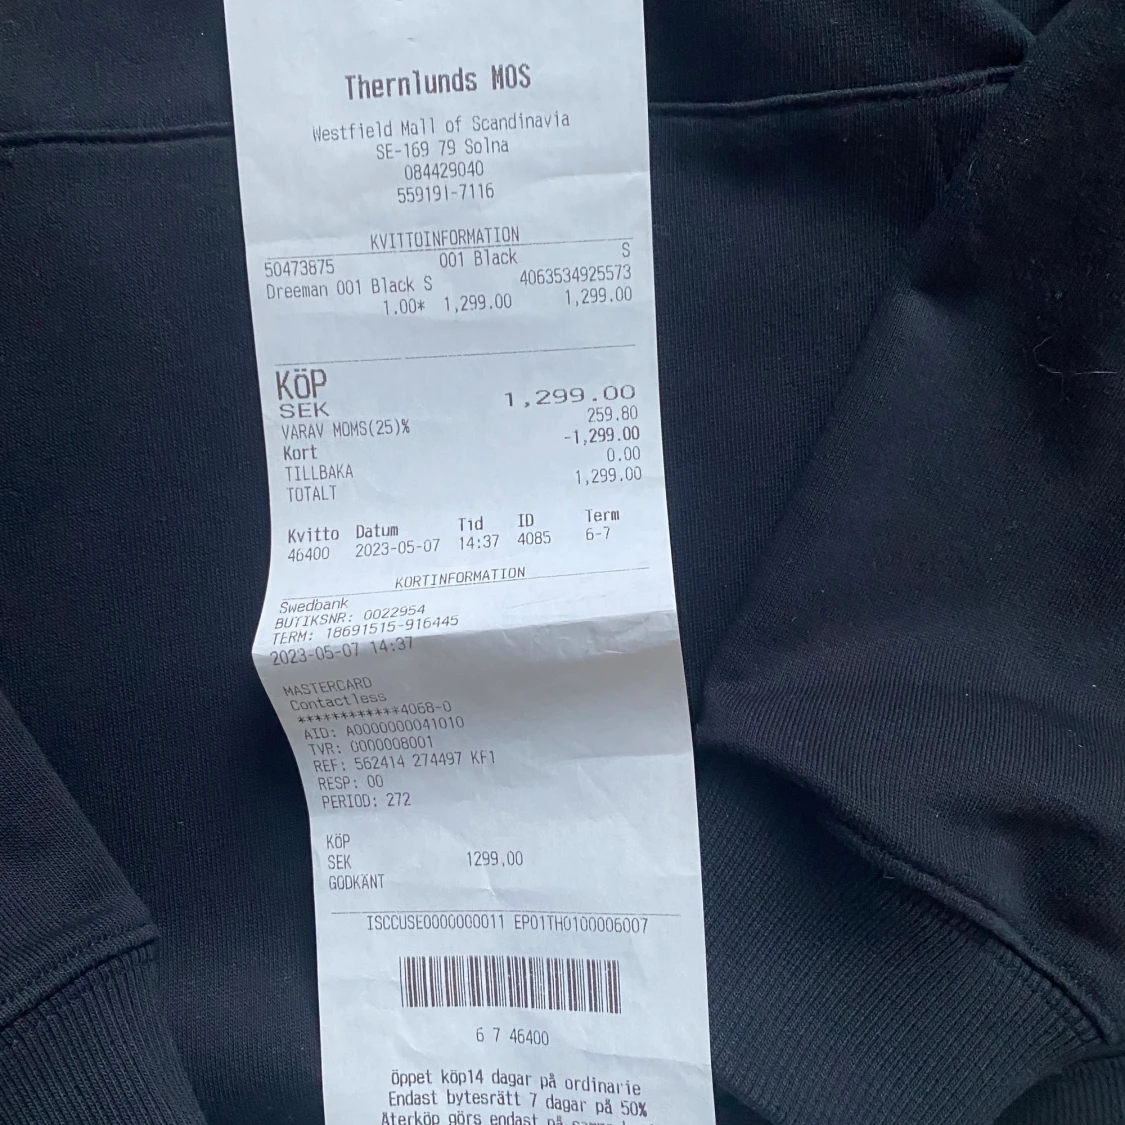 Thernlunds MOS
Westfield Mall of Scandinavia
SE-169 79 Solna
084429040
559191-7116
KVITTOINFORMATION
50473875 001 Black S
Dreeman 001 Black S 4063534925573
1.00* 1,299.00 1,299.00
KÖP
SEK 1,299.00
VARAV MOMS(25)% 259.80
Kort -1,299.00
TILLBAKA 0.00
TOTALT 1,299.00
Kvitto Datum Tid ID Term
46400 2023-05-07 14:37 4085 6-7
KORTINFORMATION
Swedbank
BUTIKSNR: 0022954
TERM: 18691515-916445
2023-05-07 14:37
MASTERCARD
Contactless
************4068-0
AID: A0000000041010
TVR: 0000008001
REF: 562414 274497 KF1
RESP: 00
PERIOD: 272
KÖP
SEK 1299,00
GODKÄNT
ISCCUSE0000000011 EP01TH0100006007
6 7 46400
Öppet köp14 dagar på ordinarie
Endast bytesrätt 7 dagar på 50%
Återköp görs endast på